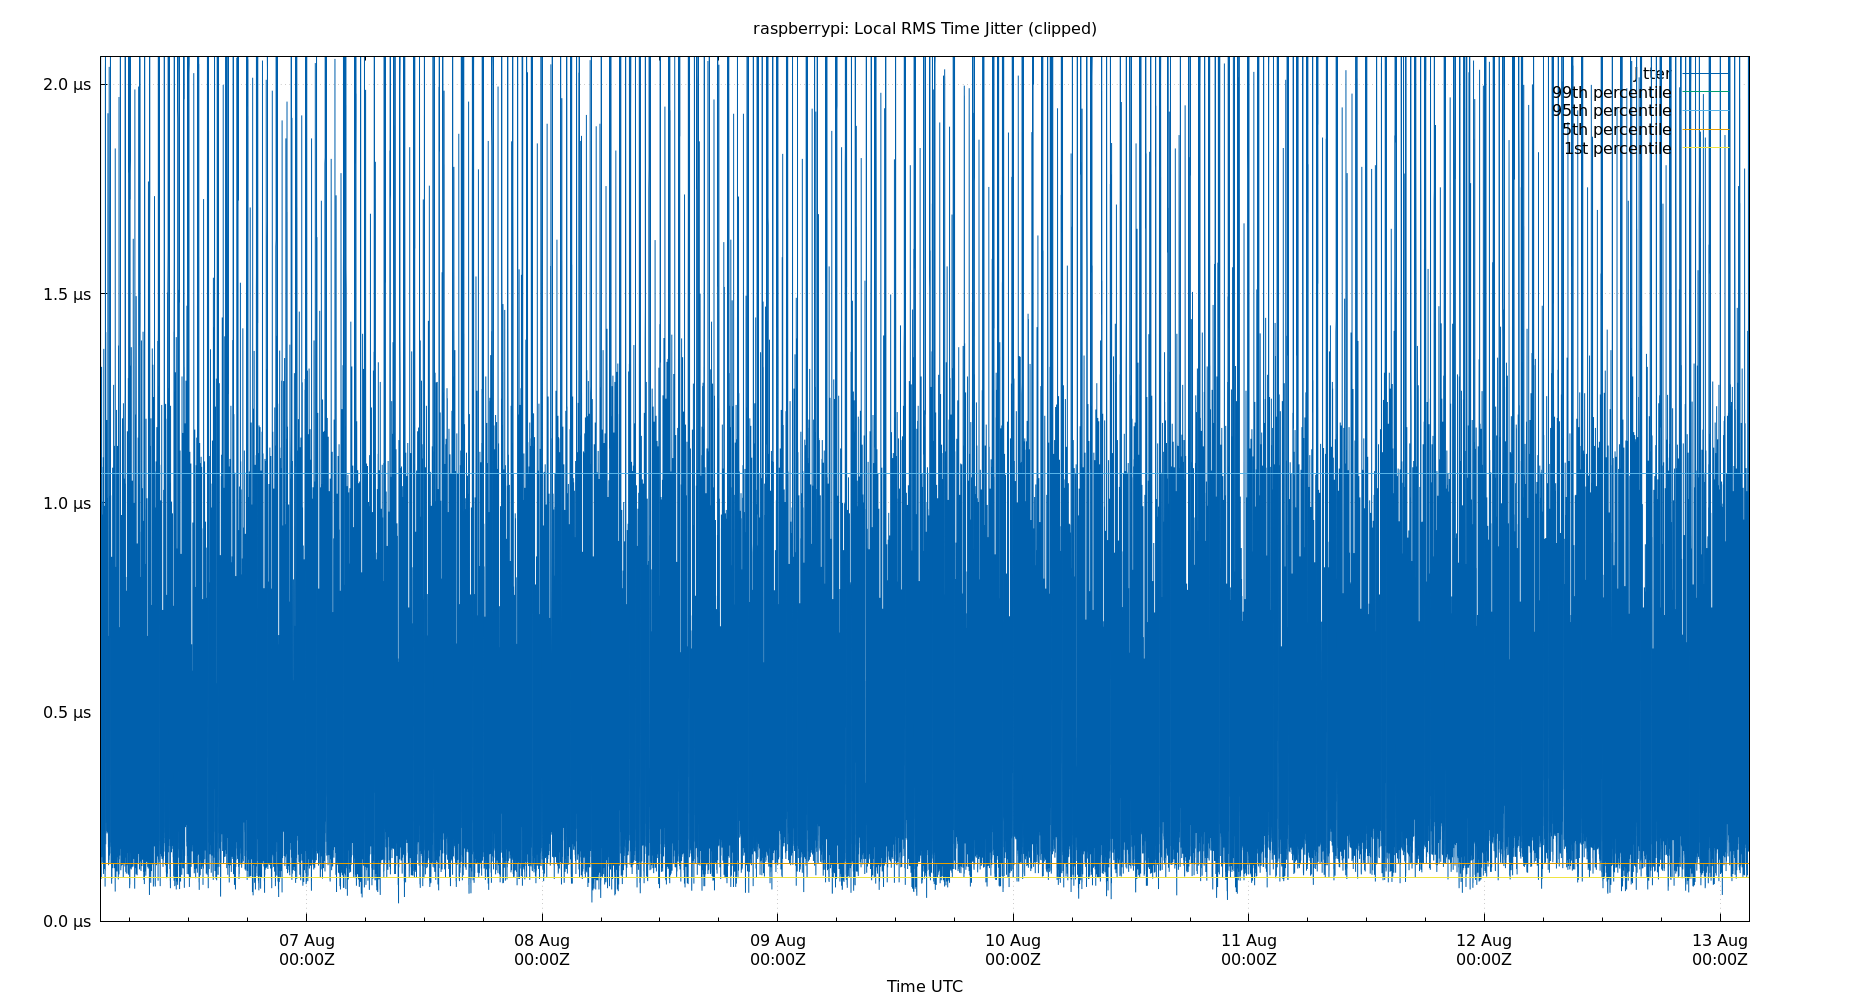 raspberrypi: Local RMS Time Jitter (clipped)
2.0 µs
1.5 µs
1.0 µs
0.5 µs
0.0 µs
Jitter
99th percentile
95th percentile
5th percentile
1st percentile
07 Aug
00:00Z
08 Aug
00:00Z
09 Aug
00:00Z
10 Aug
00:00Z
11 Aug
00:00Z
12 Aug
00:00Z
13 Aug
00:00Z
Time UTC